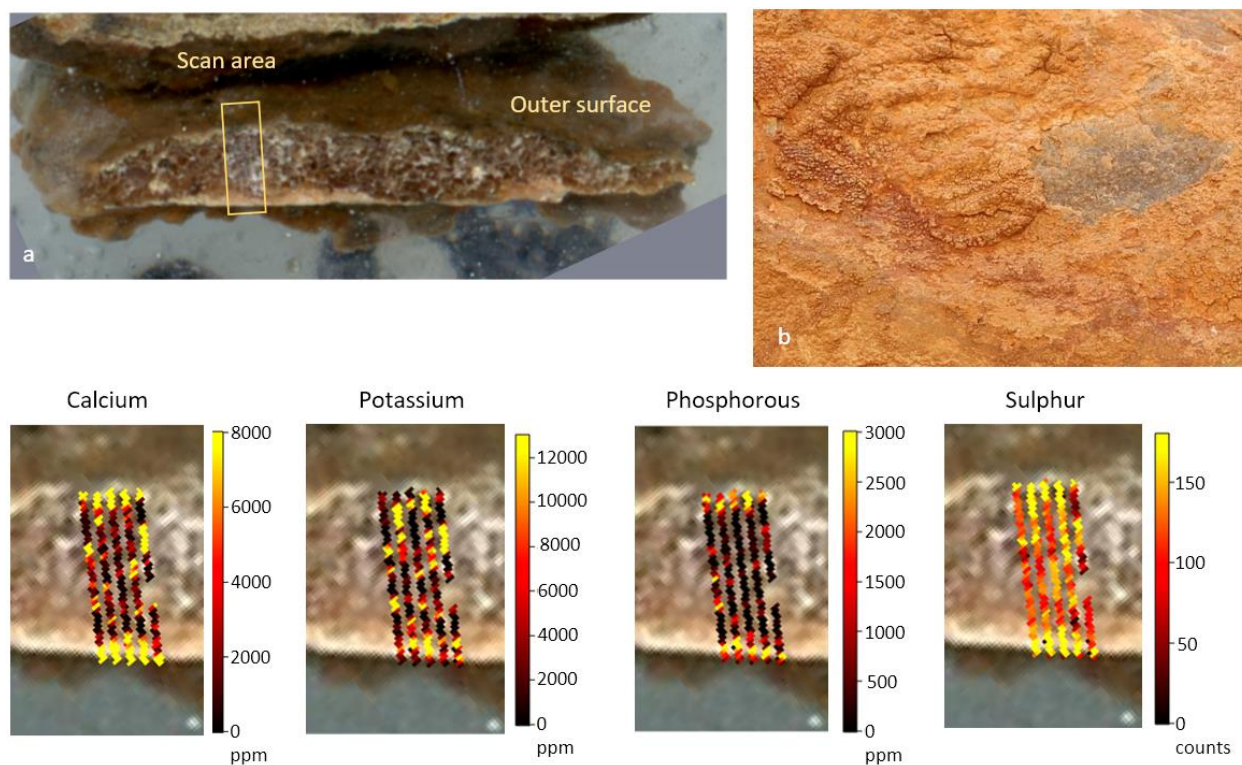 Scan area
Outer surface
a
b
Calcium
Potassium
Phosphorous
Sulphur
8000
6000
4000
2000
0
ppm
12000
10000
8000
6000
4000
2000
0
ppm
3000
2500
2000
1500
1000
500
0
ppm
150
100
50
0
counts